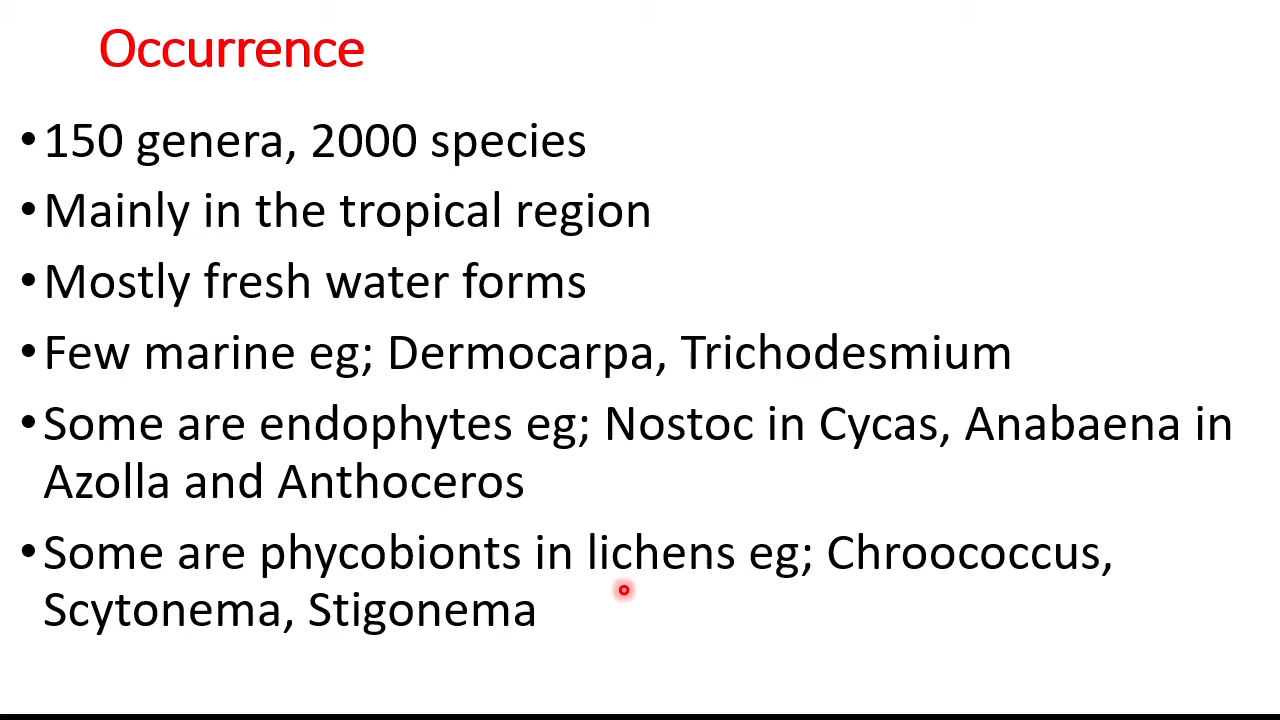 Occurrence
•150 genera, 2000 species
•Mainly in the tropical region
•Mostly fresh water forms
•Few marine eg; Dermocarpa, Trichodesmium
•Some are endophytes eg; Nostoc in Cycas, Anabaena in
Azolla and Anthoceros
•Some are phycobionts in lichens eg; Chroococcus,
Scytonema, Stigonema